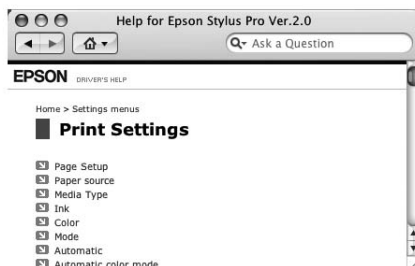 Help for Epson Stylus Pro Ver.2.0
Ask a Question
EPSON DRIVER'S HELP
Home > Settings menus
Print Settings
Page Setup
Paper source
Media Type
Ink
Color
Mode
Automatic
Automatic color mode